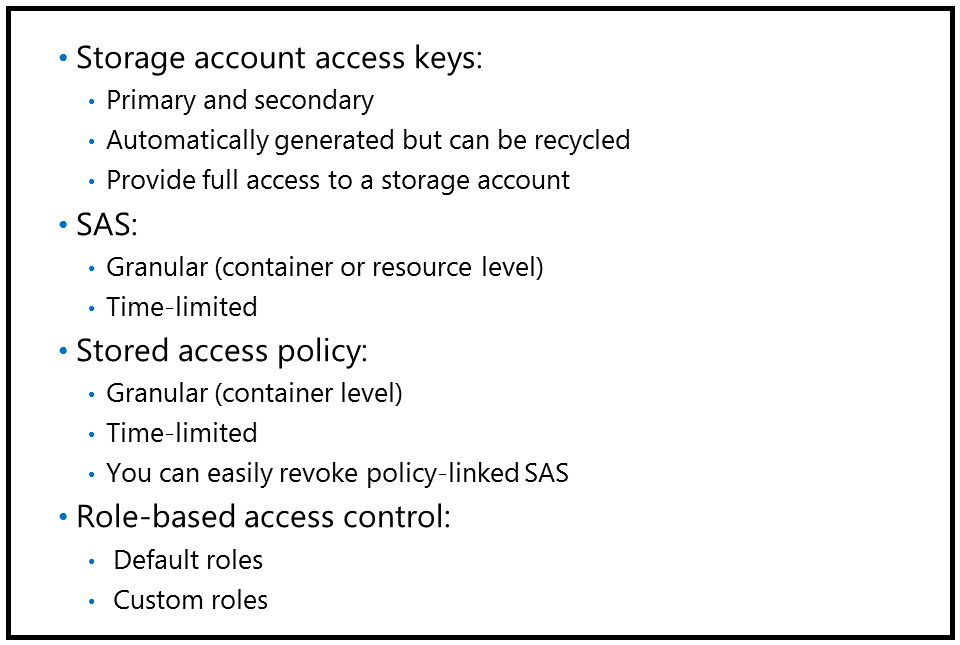 • Storage account access keys:
• Primary and secondary
• Automatically generated but can be recycled
• Provide full access to a storage account
• SAS:
• Granular (container or resource level)
• Time-limited
• Stored access policy:
• Granular (container level)
• Time-limited
• You can easily revoke policy-linked SAS
• Role-based access control:
• Default roles
• Custom roles